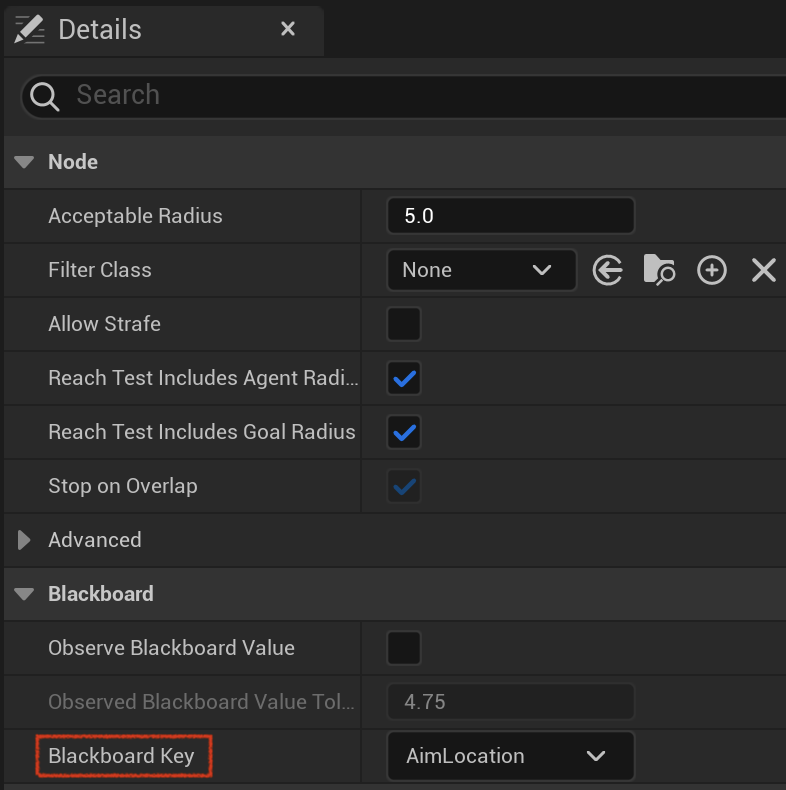 Details
Search
Node
Acceptable Radius 5.0
Filter Class None
Allow Strafe
Reach Test Includes Agent Radi...
Reach Test Includes Goal Radius
Stop on Overlap
Advanced
Blackboard
Observe Blackboard Value
Observed Blackboard Value Tol... 4.75
Blackboard Key AimLocation